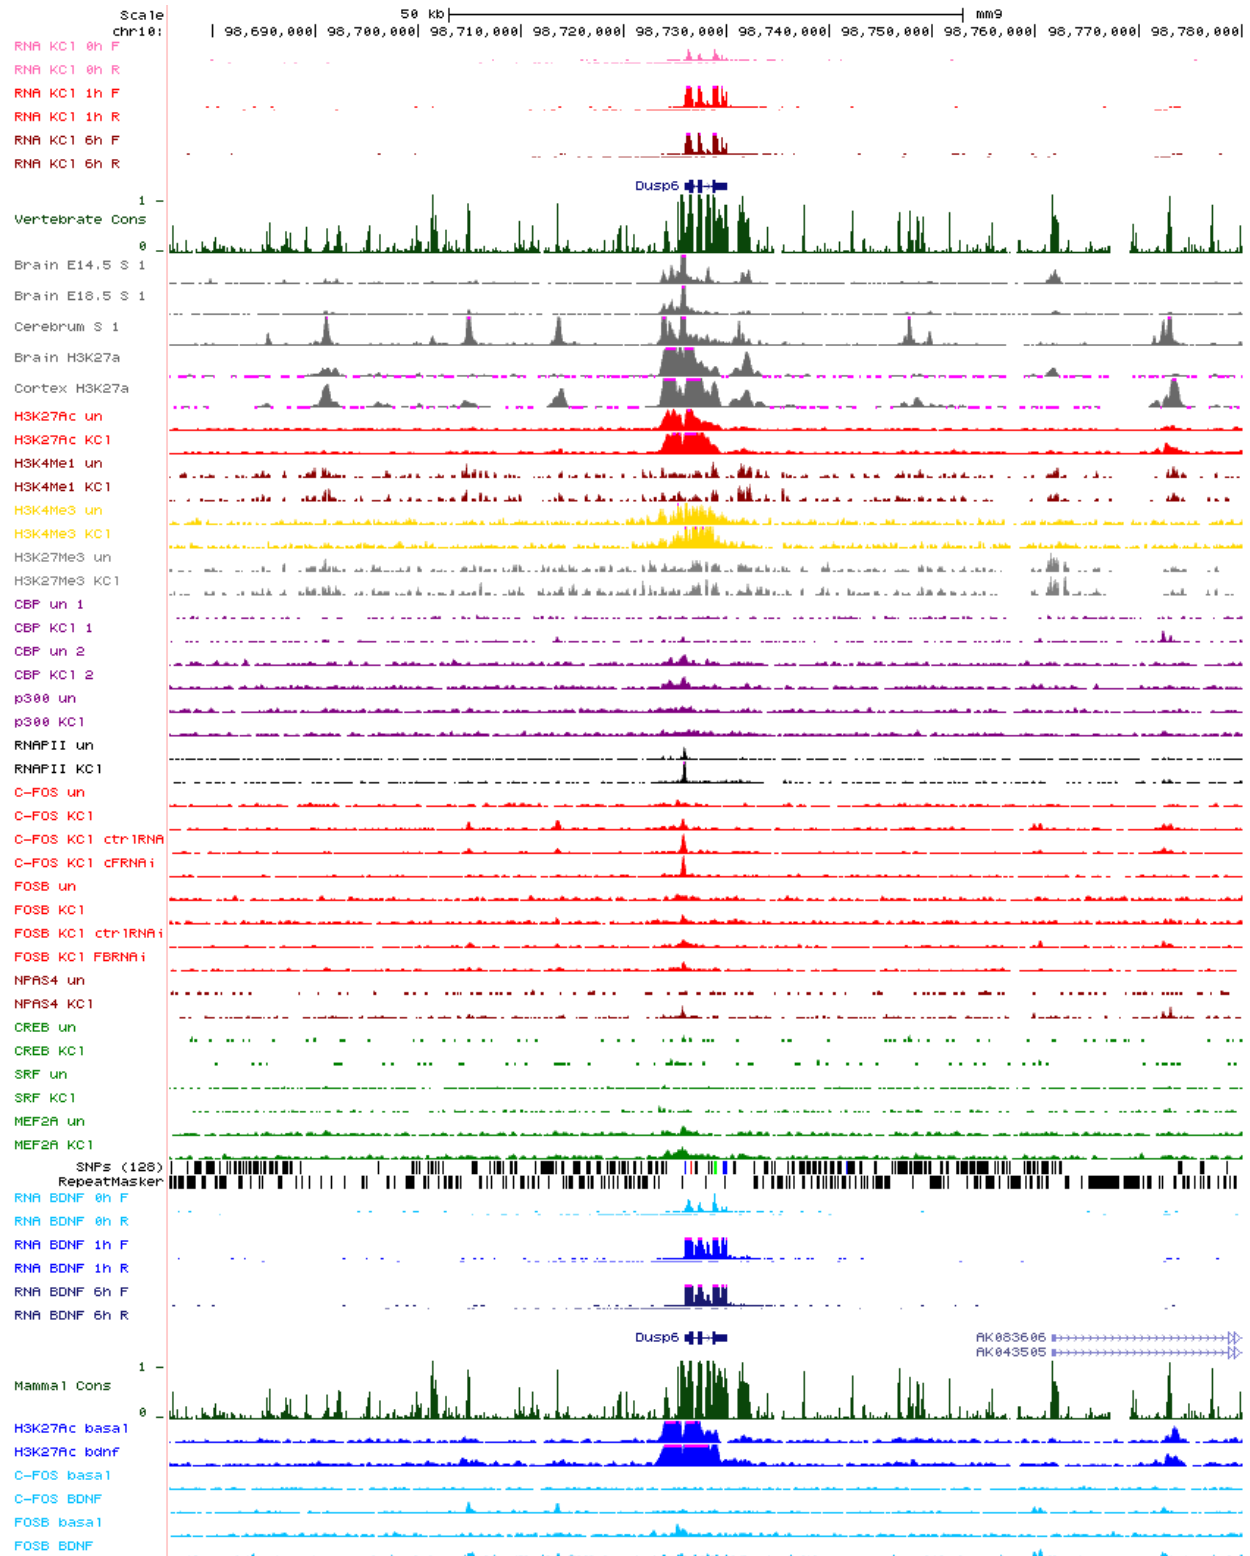 Scale 50 kb mm9
chr10: 98,690,000 98,700,000 98,710,000 98,720,000 98,730,000 98,740,000 98,750,000 98,760,000 98,770,000 98,780,000
RNA KCl 0h F
RNA KCl 0h R
RNA KCl 1h F
RNA KCl 1h R
RNA KCl 6h F
RNA KCl 6h R
Dusp6
1
Vertebrate Cons
0
Brain E14.5 S 1
Brain E18.5 S 1
Cerebrum S 1
Brain H3K27a
Cortex H3K27a
H3K27Ac un
H3K27Ac KCl
H3K4Me1 un
H3K4Me1 KCl
H3K4Me3 un
H3K4Me3 KCl
H3K27Me3 un
H3K27Me3 KCl
CBP un 1
CBP KCl 1
CBP un 2
CBP KCl 2
p300 un
p300 KCl
RNAPII un
RNAPII KCl
C-FOS un
C-FOS KCl
C-FOS KCl ctrlRNA
C-FOS KCl cFRNAi
FOSB un
FOSB KCl
FOSB KCl ctrlRNAi
FOSB KCl FBRNAi
NPAS4 un
NPAS4 KCl
CREB un
CREB KCl
SRF un
SRF KCl
MEF2A un
MEF2A KCl
SNPs (128)
RepeatMasker
RNA BDNF 0h F
RNA BDNF 0h R
RNA BDNF 1h F
RNA BDNF 1h R
RNA BDNF 6h F
RNA BDNF 6h R
Dusp6 AK083606
AK043505
1
Mammal Cons
0
H3K27Ac basal
H3K27Ac bdnf
C-FOS basal
C-FOS BDNF
FOSB basal
FOSB BDNF